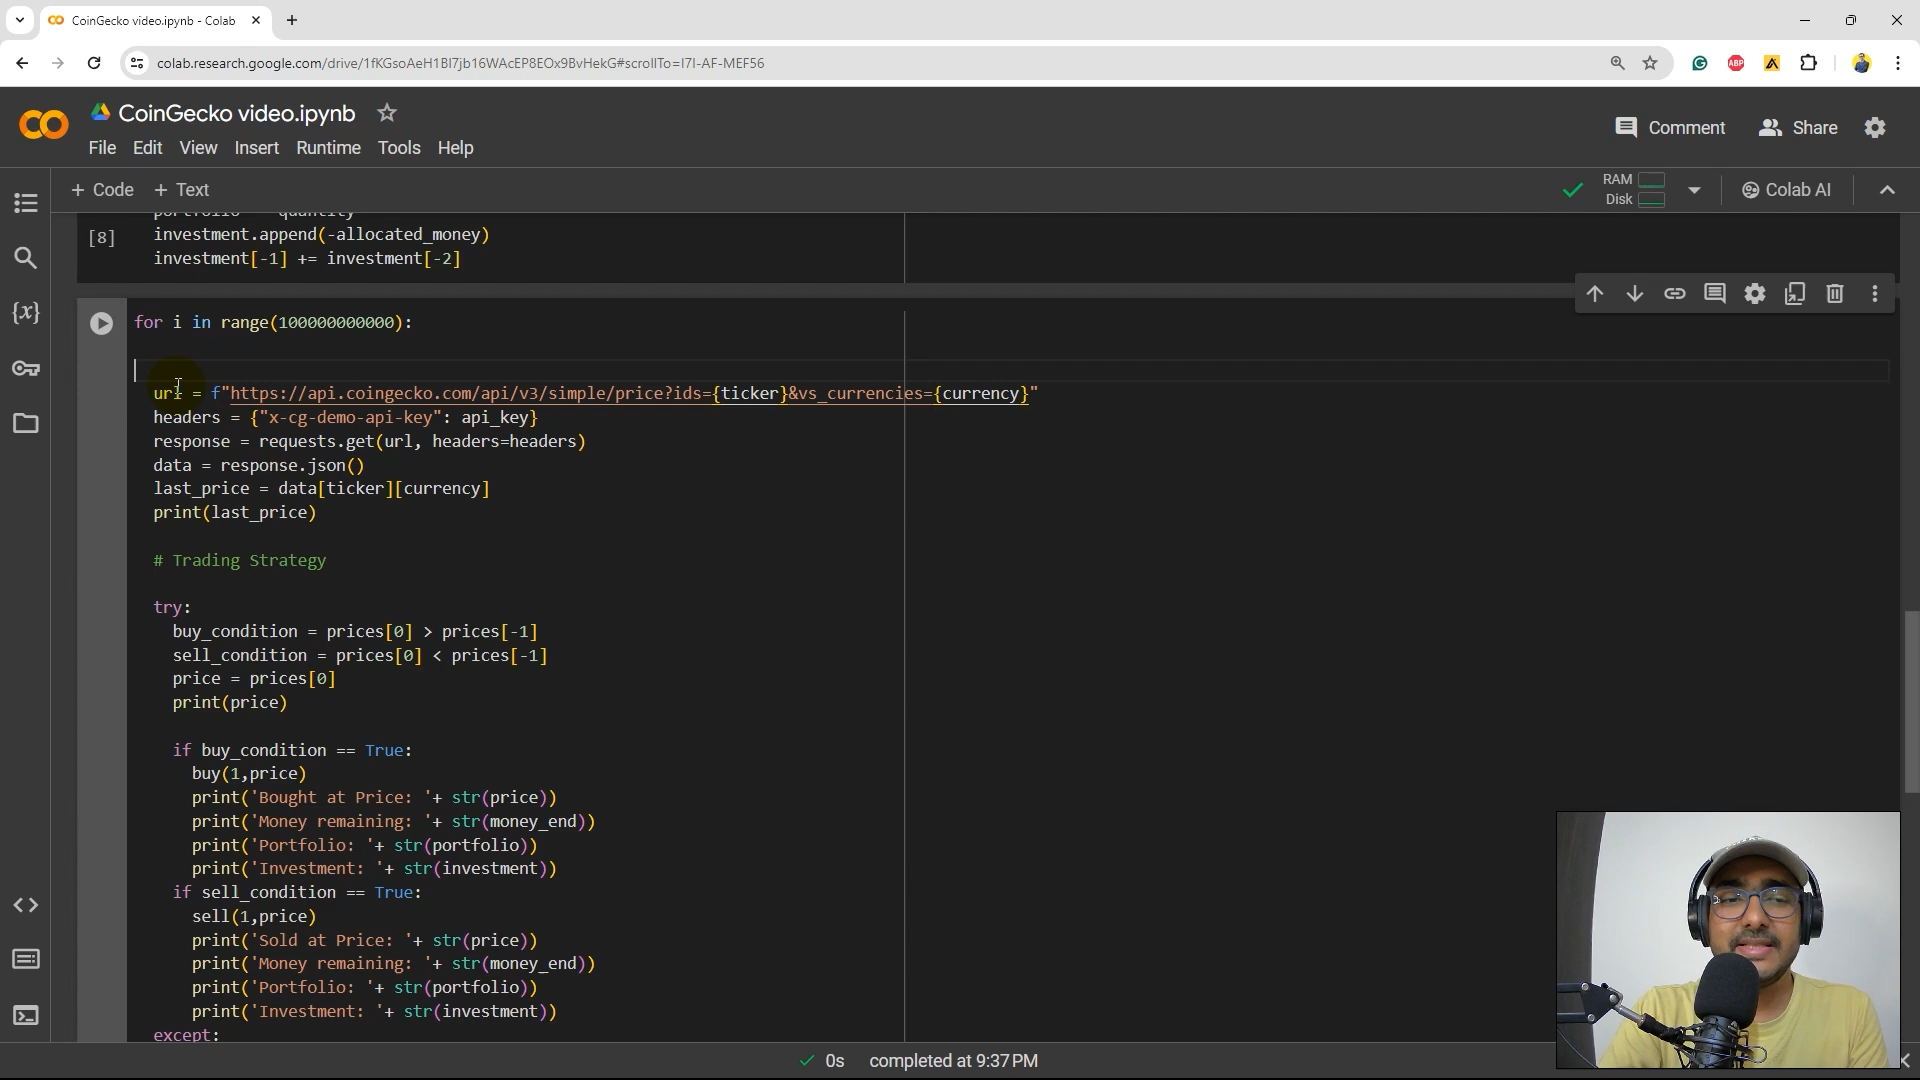 CoinGecko video.ipynb - Colab
colab.research.google.com/drive/1fKGsoAeH1BI7jb16WAcEP8EOx9BvHekG#scrollTo=I7I-AF-MEF56
ABP
CoinGecko video.ipynb
File Edit View Insert Runtime Tools Help
Comment
Share
+ Code + Text
RAM
Disk
Colab AI
portfolio quantity
[8]
investment.append(-allocated_money)
investment[-1] += investment[-2]
for i in range(100000000000):
url = f"https://api.coingecko.com/api/v3/simple/price?ids={ticker}&vs_currencies={currency}"
headers = {"x-cg-demo-api-key": api_key}
response = requests.get(url, headers=headers)
data = response.json()
last_price = data[ticker][currency]
print(last_price)
# Trading Strategy
try:
buy_condition = prices[0] > prices[-1]
sell_condition = prices[0] < prices[-1]
price = prices[0]
print(price)
if buy_condition == True:
buy(1,price)
print('Bought at Price: '+ str(price))
print('Money remaining: '+ str(money_end))
print('Portfolio: '+ str(portfolio))
print('Investment: '+ str(investment))
if sell_condition == True:
sell(1,price)
print('Sold at Price: '+ str(price))
print('Money remaining: '+ str(money_end))
print('Portfolio: '+ str(portfolio))
print('Investment: '+ str(investment))
except:
0s completed at 9:37 PM